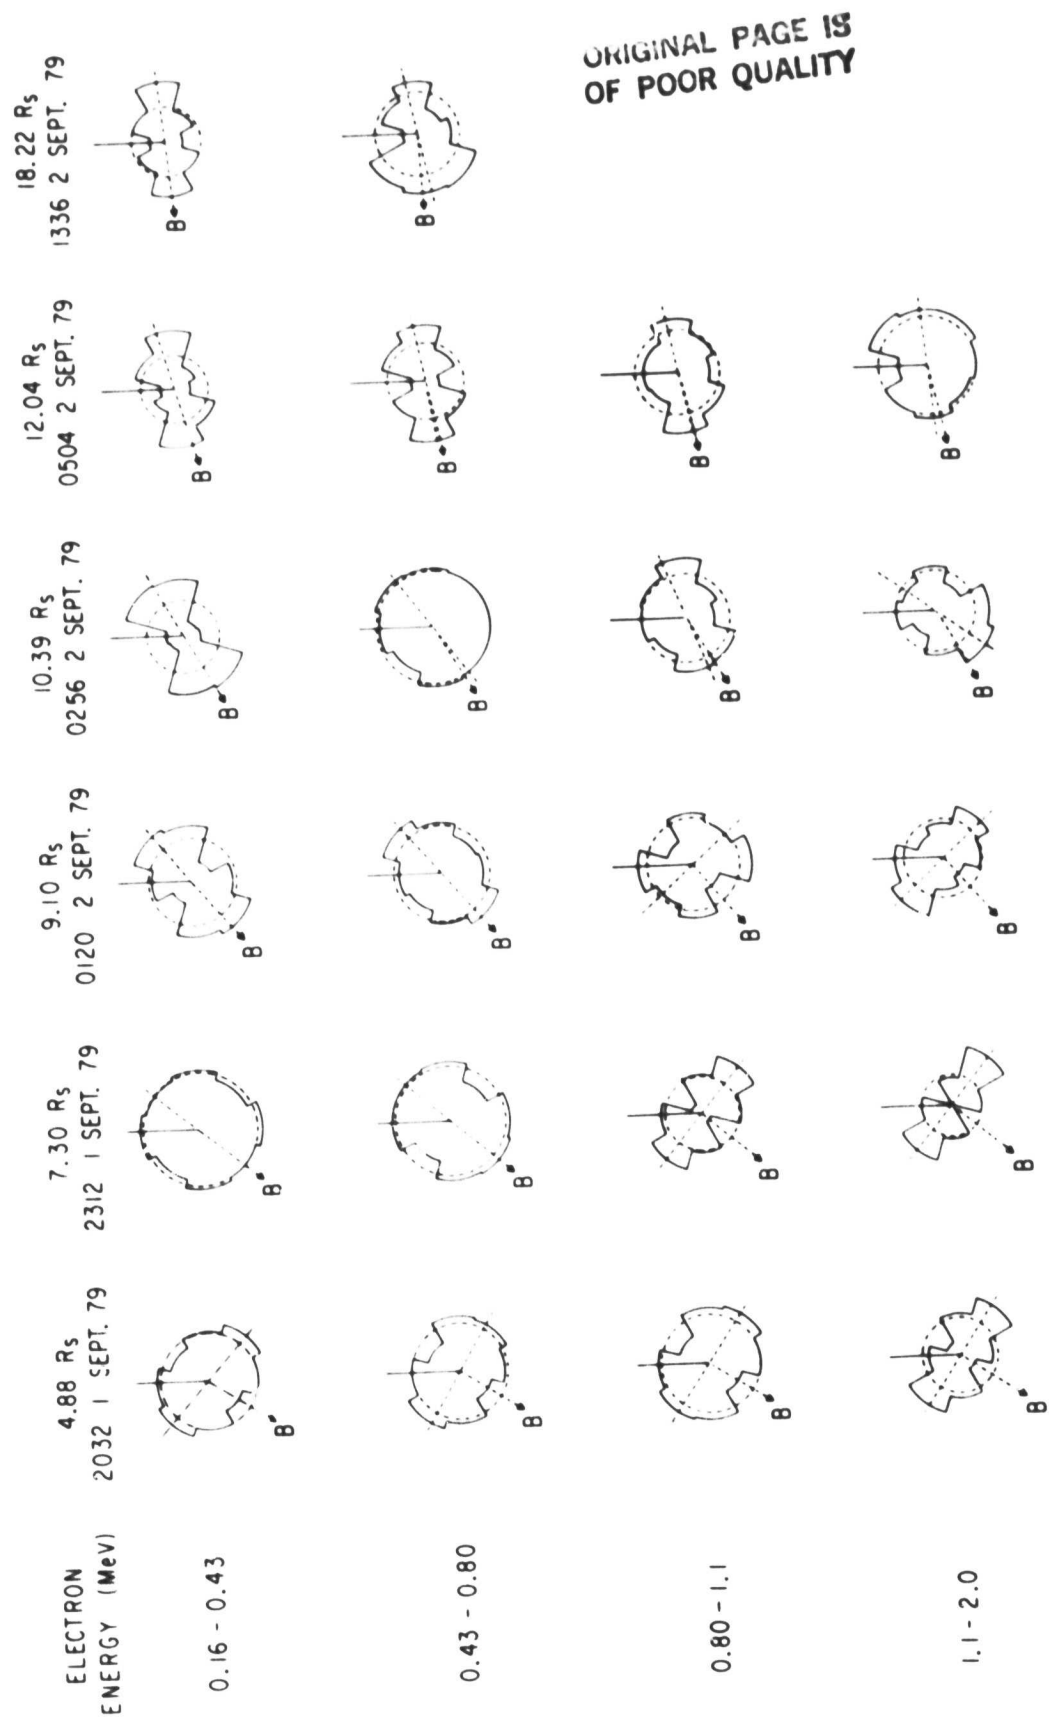 ORIGINAL PAGE IS
OF POOR QUALITY
ELECTRON
ENERGY (MeV)
4.88 Rs
2032 1 SEPT. 79
7.30 Rs
2312 1 SEPT. 79
9.10 Rs
0120 2 SEPT. 79
10.39 Rs
0256 2 SEPT. 79
12.04 Rs
0504 2 SEPT. 79
18.22 Rs
1336 2 SEPT. 79
0.16 - 0.43
B
B
B
B
B
B
0.43 - 0.80
B
B
B
B
B
B
0.80 - 1.1
B
B
B
B
B
1.1 - 2.0
B
B
B
B
B